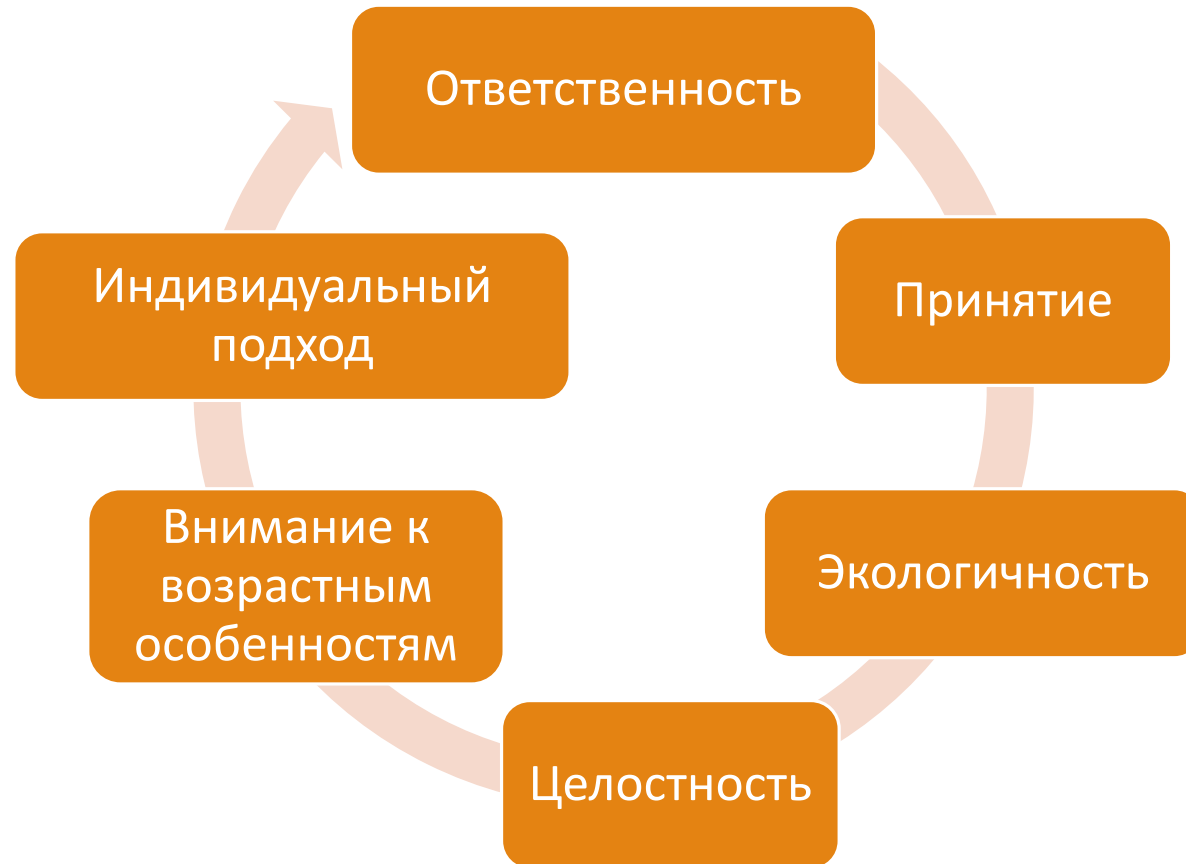 Ответственность
Принятие
Экологичность
Целостность
Внимание к
возрастным
особенностям
Индивидуальный
подход